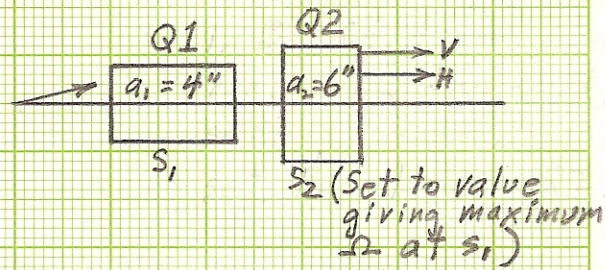 Q1
Q2
V
H
a₁ = 4"
a₂=6"
S₁
S₂ (Set to value
giving maximum
Ω at s₁)